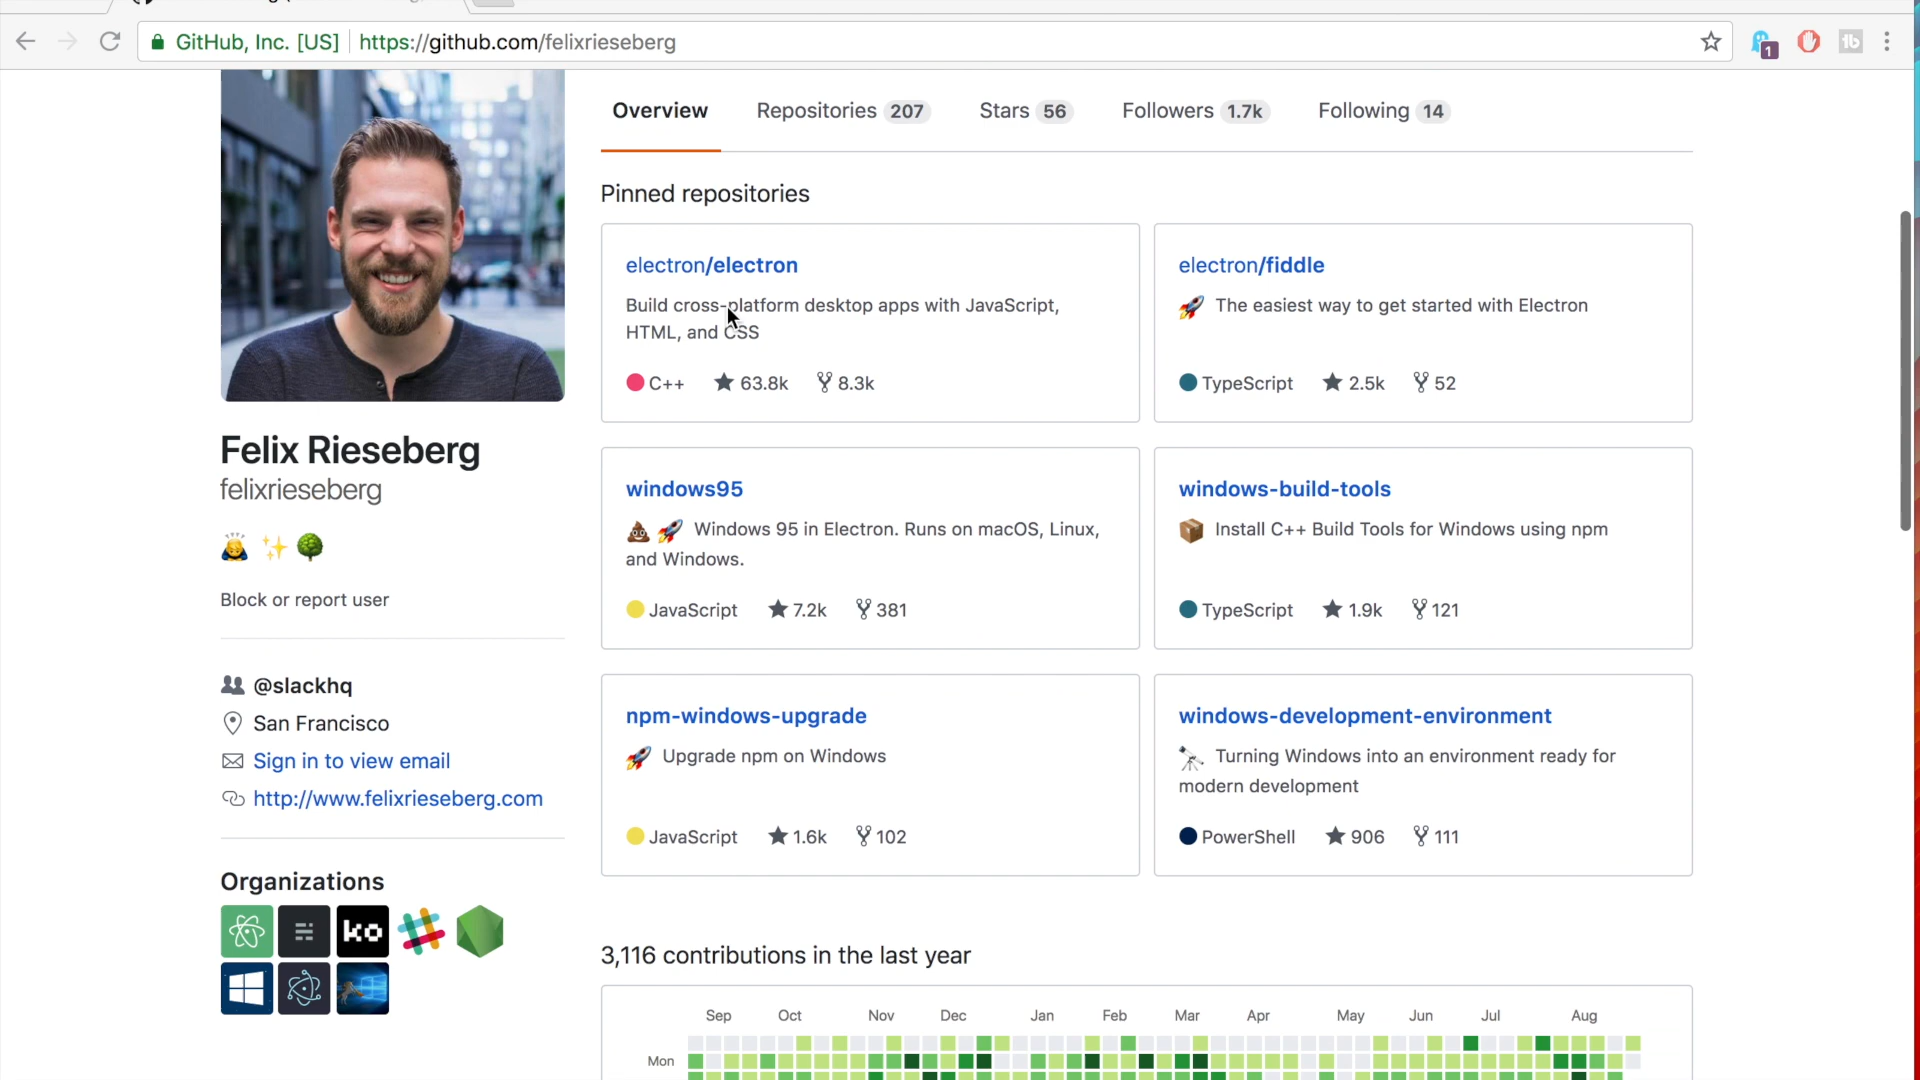 GitHub, Inc. [US] https://github.com/felixrieseberg
1
Overview Repositories 207 Stars 56 Followers 1.7k Following 14
Pinned repositories
electron/electron
Build cross-platform desktop apps with JavaScript,
HTML, and CSS
C++ 63.8k 8.3k
electron/fiddle
The easiest way to get started with Electron
TypeScript 2.5k 52
Felix Rieseberg
felixrieseberg
Block or report user
@slackhq
San Francisco
Sign in to view email
http://www.felixrieseberg.com
Organizations
ko
windows95
Windows 95 in Electron. Runs on macOS, Linux,
and Windows.
JavaScript 7.2k 381
windows-build-tools
Install C++ Build Tools for Windows using npm
TypeScript 1.9k 121
npm-windows-upgrade
Upgrade npm on Windows
JavaScript 1.6k 102
windows-development-environment
Turning Windows into an environment ready for
modern development
PowerShell 906 111
3,116 contributions in the last year
Sep Oct Nov Dec Jan Feb Mar Apr May Jun Jul Aug
Mon